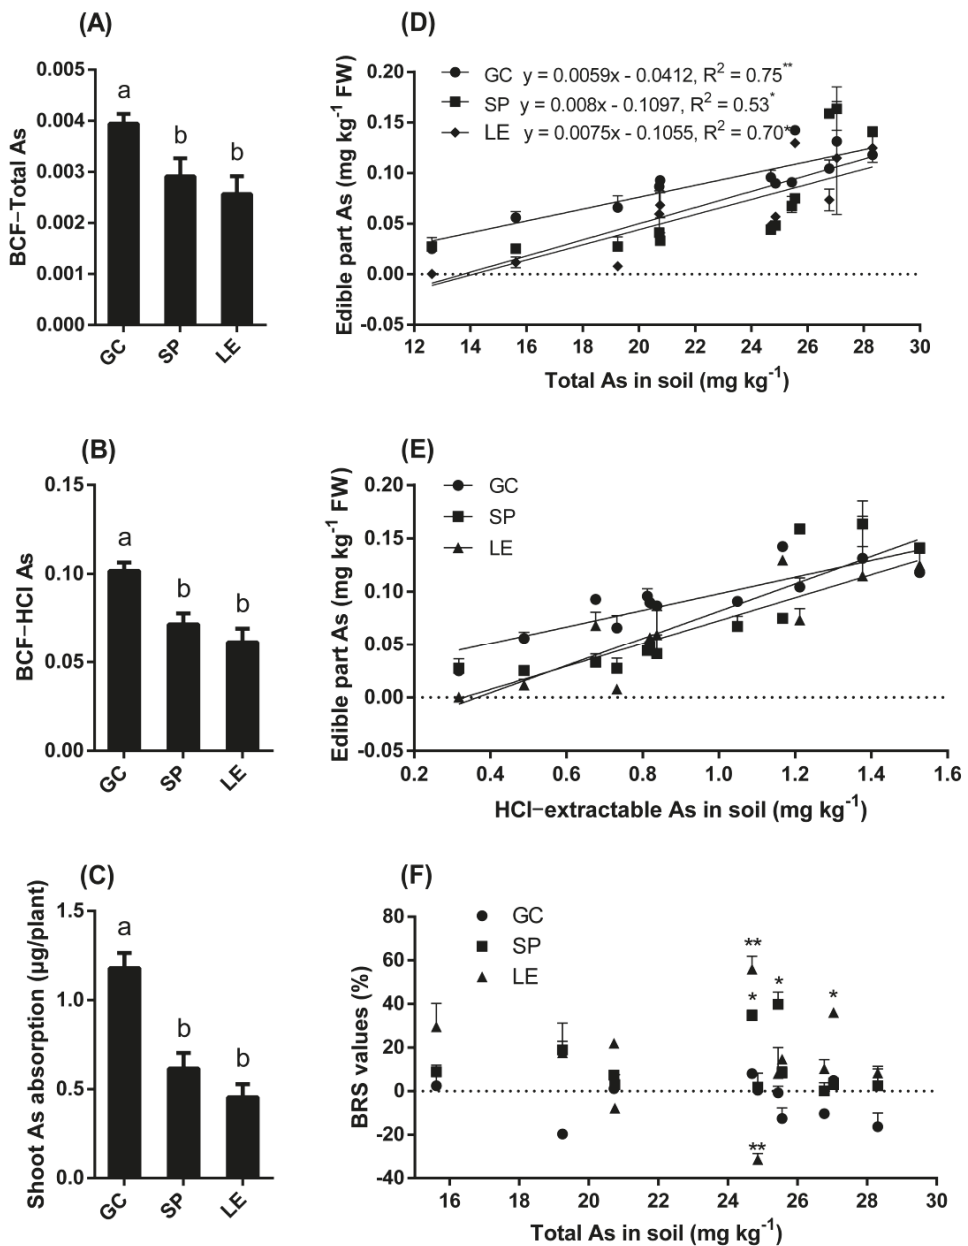 (A)
BCF−Total As
0.005
0.004
0.003
0.002
0.001
0.000
a
b
b
GC
SP
LE
(D)
Edible part As (mg kg⁻¹ FW)
0.20
0.15
0.10
0.05
0.00
-0.05
GC y = 0.0059x - 0.0412, R² = 0.75**
SP y = 0.008x - 0.1097, R² = 0.53*
LE y = 0.0075x - 0.1055, R² = 0.70*
12 14 16 18 20 22 24 26 28 30
Total As in soil (mg kg⁻¹)
(B)
BCF−HCl As
0.15
0.10
0.05
0.00
a
b
b
GC
SP
LE
(E)
Edible part As (mg kg⁻¹ FW)
0.20
0.15
0.10
0.05
0.00
-0.05
GC
SP
LE
0.2 0.4 0.6 0.8 1.0 1.2 1.4 1.6
HCl−extractable As in soil (mg kg⁻¹)
(C)
Shoot As absorption (µg/plant)
1.5
1.0
0.5
0.0
a
b
b
GC
SP
LE
(F)
BRS values (%)
80
60
40
20
0
-20
-40
GC
SP
LE
**
*
*
*
**
16 18 20 22 24 26 28 30
Total As in soil (mg kg⁻¹)